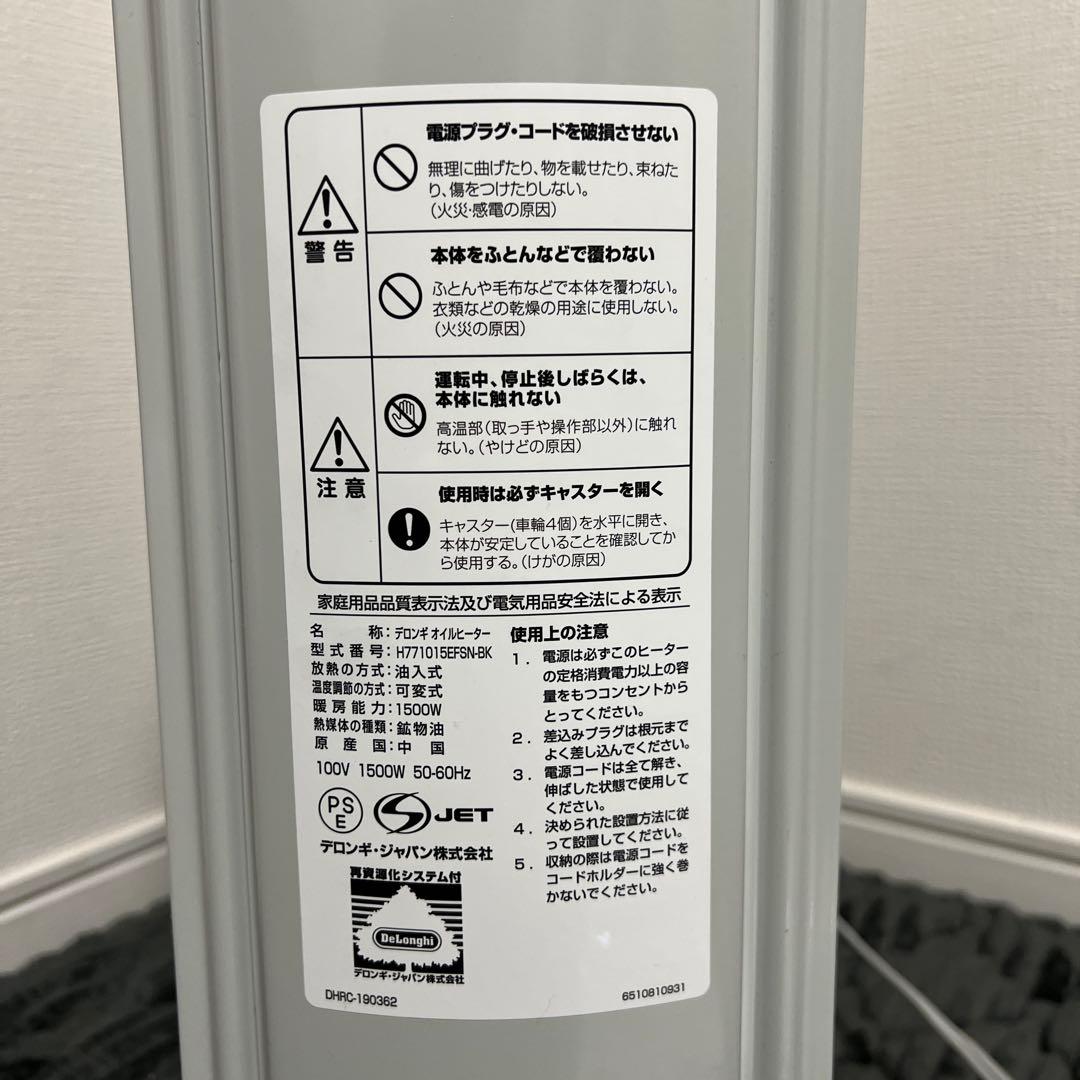 警告
電源プラグ・コードを破損させない
無理に曲げたり、物を載せたり、束ねた
り、傷をつけたりしない。
(火災・感電の原因)
本体をふとんなどで覆わない
ふとんや毛布などで本体を覆わない。
衣類などの乾燥の用途に使用しない。
(火災の原因)
注意
運転中、停止後しばらくは、
本体に触れない
高温部(取っ手や操作部以外)に触れ
ない。(やけどの原因)
使用時は必ずキャスターを開く
キャスター(車輪4個)を水平に開き、
本体が安定していることを確認してか
ら使用する。(けがの原因)
家庭用品品質表示法及び電気用品安全法による表示
名称:デロンギ オイルヒーター
型式番号:H771015EFSN-BK
放熱の方式:油入式
温度調節の方式:可変式
暖房能力:1500W
熱媒体の種類:鉱物油
原産国:中国
100V 1500W 50-60Hz
PS
E
S JET
デロンギ・ジャパン株式会社
再資源化システム付
DeLonghi
デロンギ・ジャパン株式会社
DHRC-190362
使用上の注意
1. 電源は必ずこのヒーター
の定格消費電力以上の容
量をもつコンセントから
とってください。
2. 差込みプラグは根元まで
よく差し込んでください。
3. 電源コードは全て解き、
伸ばした状態で使用して
ください。
4. 決められた設置方法に従
って設置してください。
5. 収納の際は電源コードを
コードホルダーに強く巻
かないでください。
6510810931